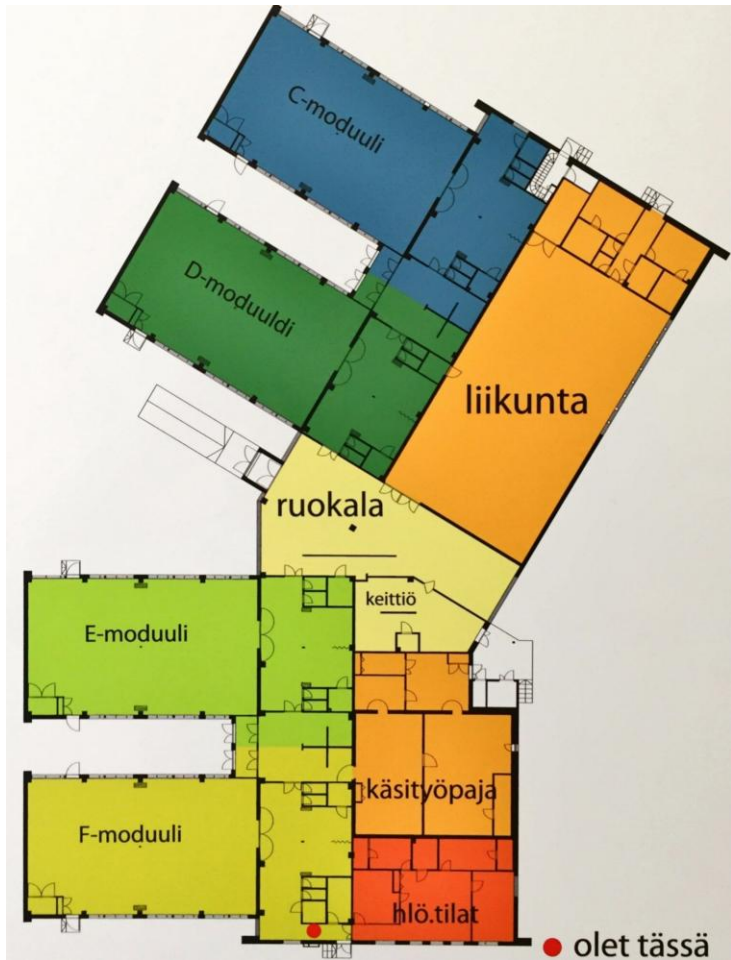 C-moduuli
D-moduuldi
liikunta
ruokala
keittiö
E-moduuli
käsityöpaja
F-moduuli
hlö.tilat
olet tässä